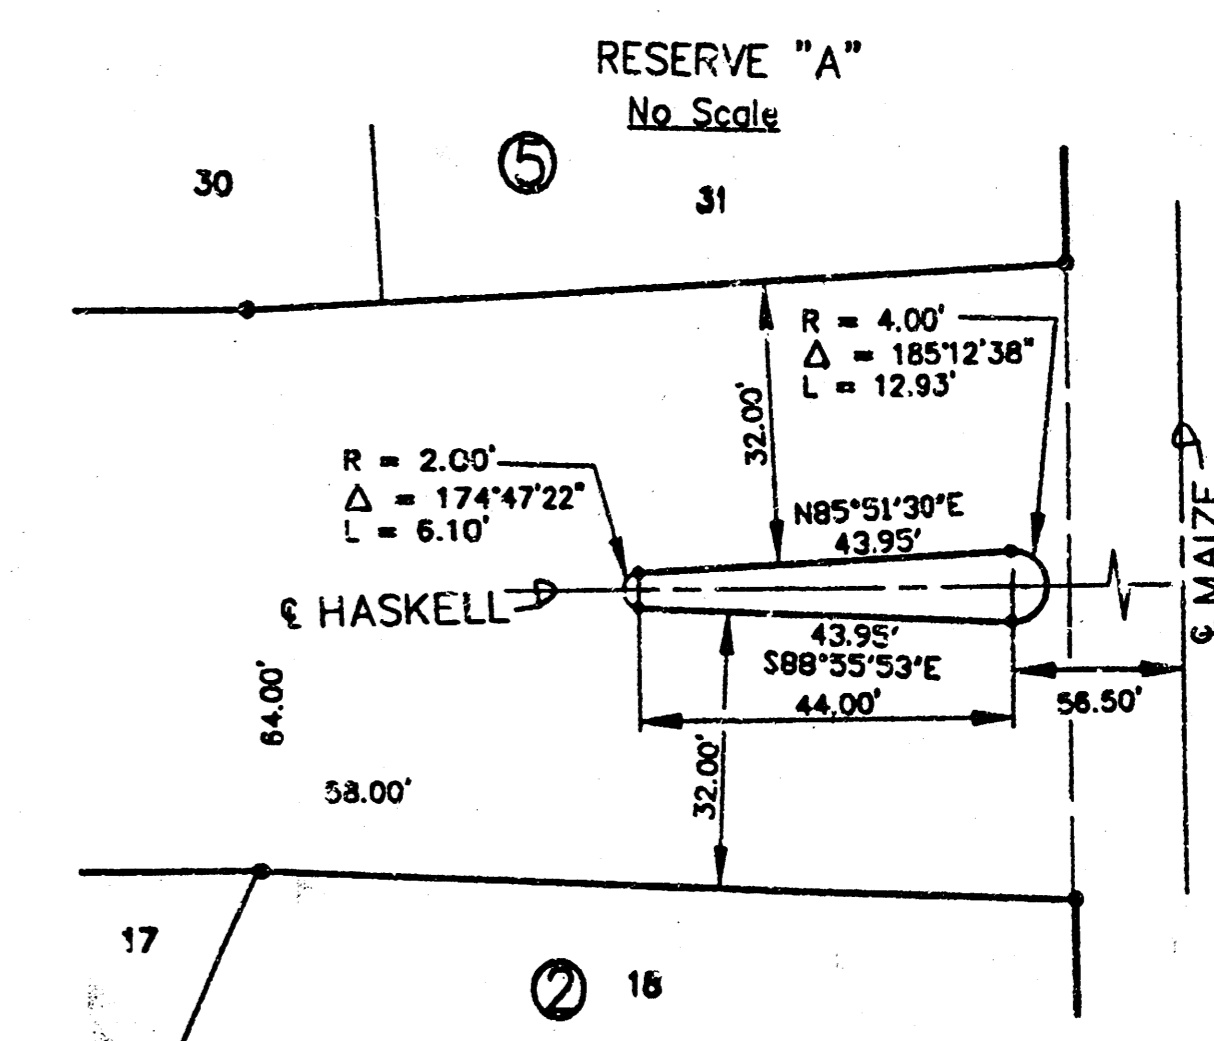 RESERVE "A"
No Scale
30
5
31
R = 4.00'
Δ = 185°12'38"
L = 12.93'
32.00'
R = 2.00'
Δ = 174°47'22"
L = 6.10'
N85°51'30"E
43.95'
℄ HASKELL
℄ MAIZE
43.95'
S88°35'53"E
44.00'
56.50'
64.00'
58.00'
32.00'
17
2
18